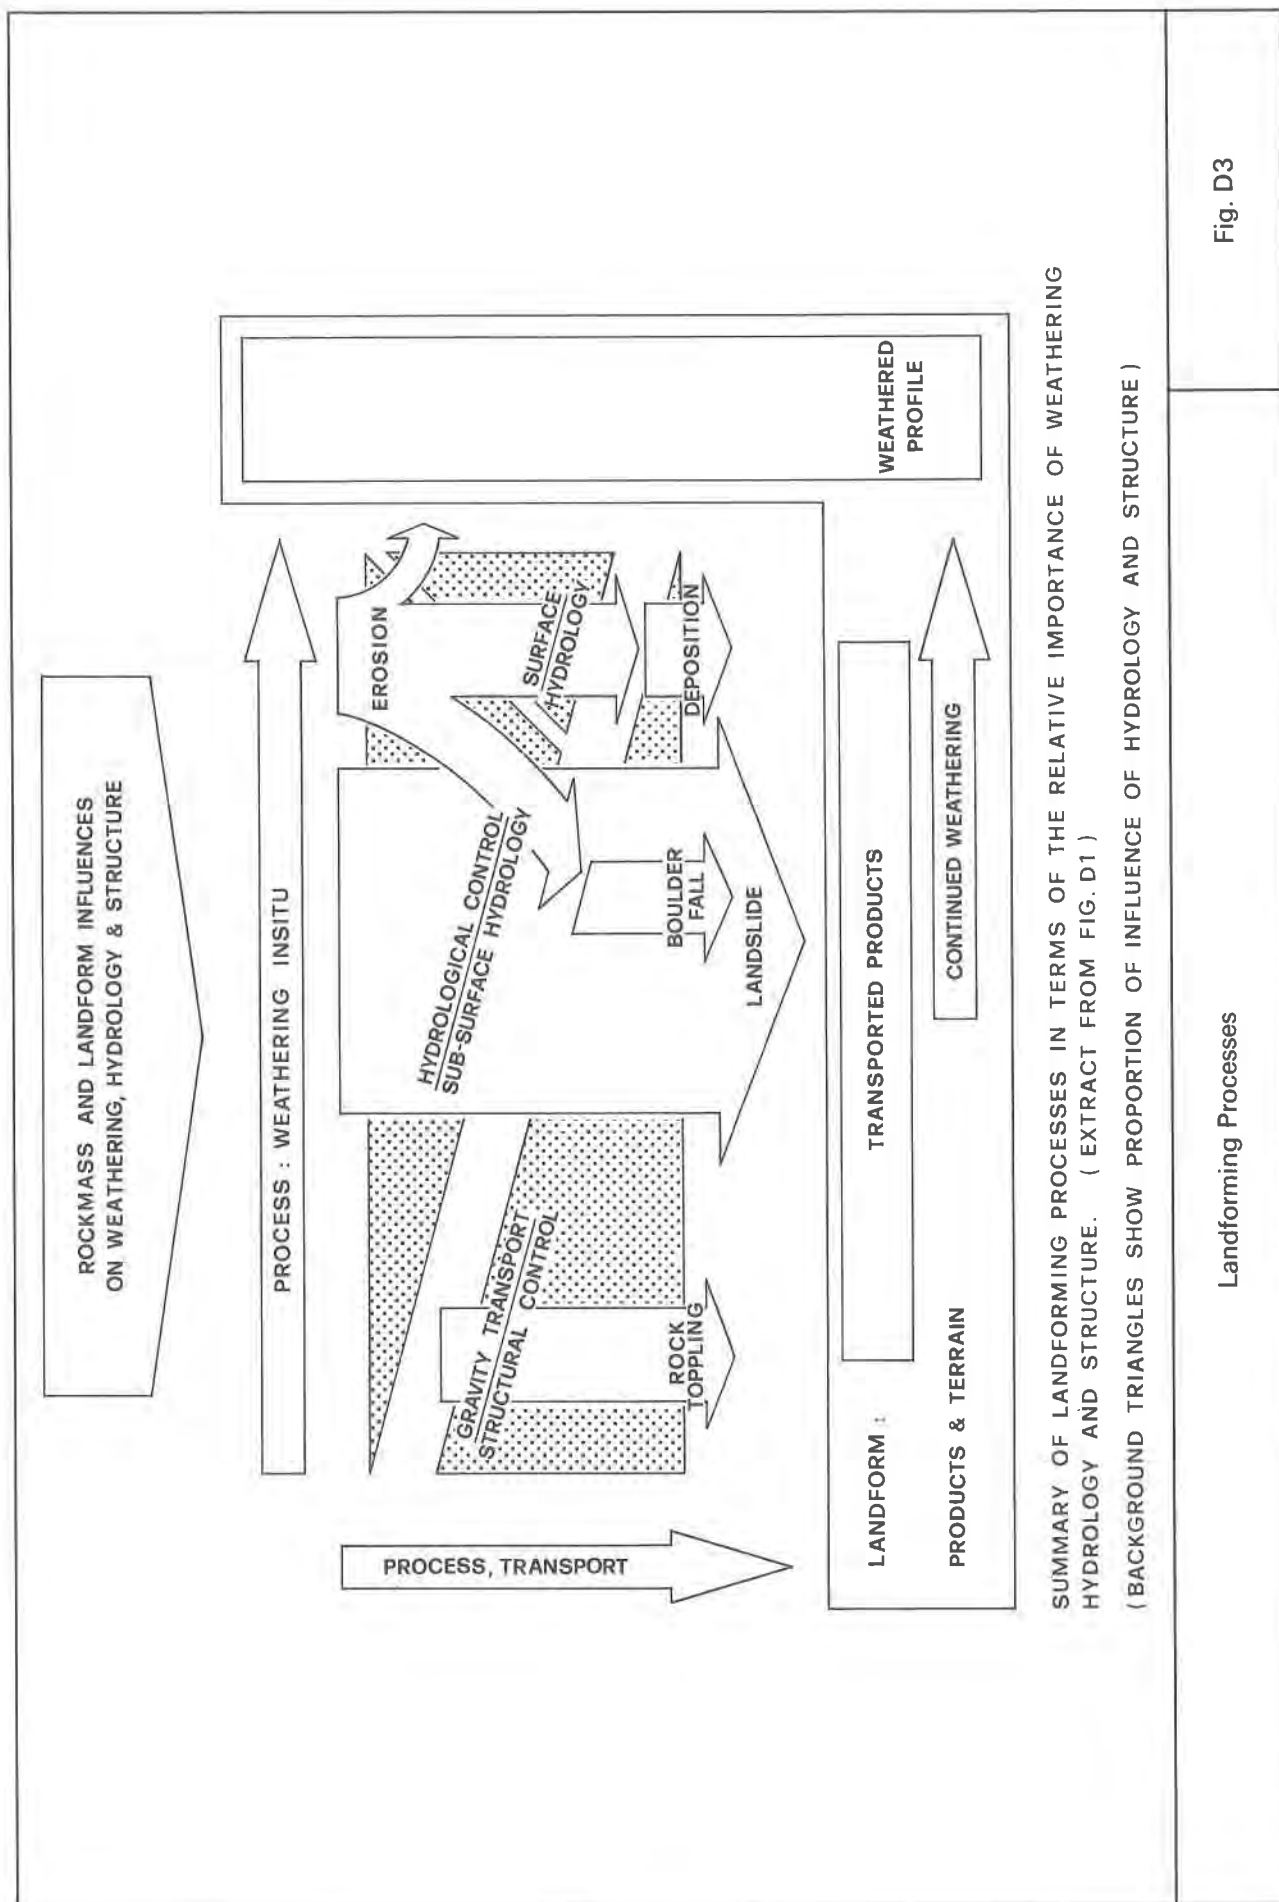 ROCKMASS AND LANDFORM INFLUENCES
ON WEATHERING, HYDROLOGY & STRUCTURE
PROCESS : WEATHERING INSITU
EROSION
HYDROLOGICAL CONTROL
SUB-SURFACE HYDROLOGY
SURFACE
HYDROLOGY
GRAVITY TRANSPORT
STRUCTURAL CONTROL
PROCESS, TRANSPORT
ROCK
TOPPLING
BOULDER
FALL
DEPOSITION
LANDSLIDE
WEATHERED
PROFILE
LANDFORM :
TRANSPORTED PRODUCTS
PRODUCTS & TERRAIN
CONTINUED WEATHERING
SUMMARY OF LANDFORMING PROCESSES IN TERMS OF THE RELATIVE IMPORTANCE OF WEATHERING
HYDROLOGY AND STRUCTURE. ( EXTRACT FROM FIG. D1 )
( BACKGROUND TRIANGLES SHOW PROPORTION OF INFLUENCE OF HYDROLOGY AND STRUCTURE )
Landforming Processes
Fig. D3